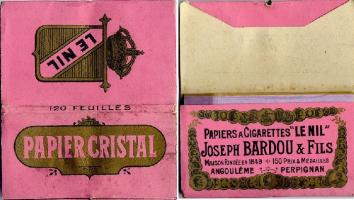 LE NIL
120 FEUILLES
PAPIER CRISTAL
PAPIERS A CIGARETTES "LE NIL"
JOSEPH BARDOU & FILS
MAISON FONDÉE EN 1849 150 PRIX & MÉDAILLES
ANGOULÊME PERPIGNAN